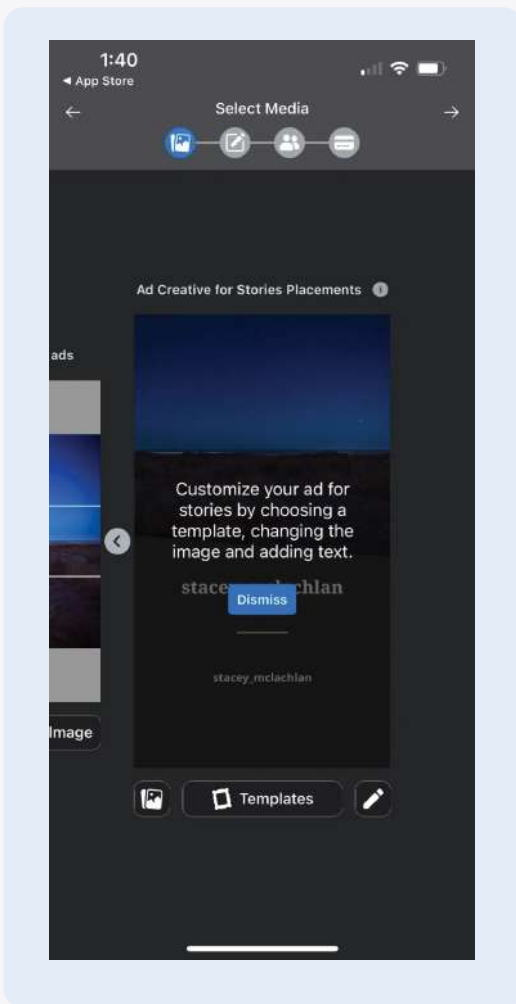 1:40
◄ App Store
Select Media
Ad Creative for Stories Placements
ads
Customize your ad for
stories by choosing a
template, changing the
image and adding text.
Dismiss
stacey_mclachlan
Image
Templates